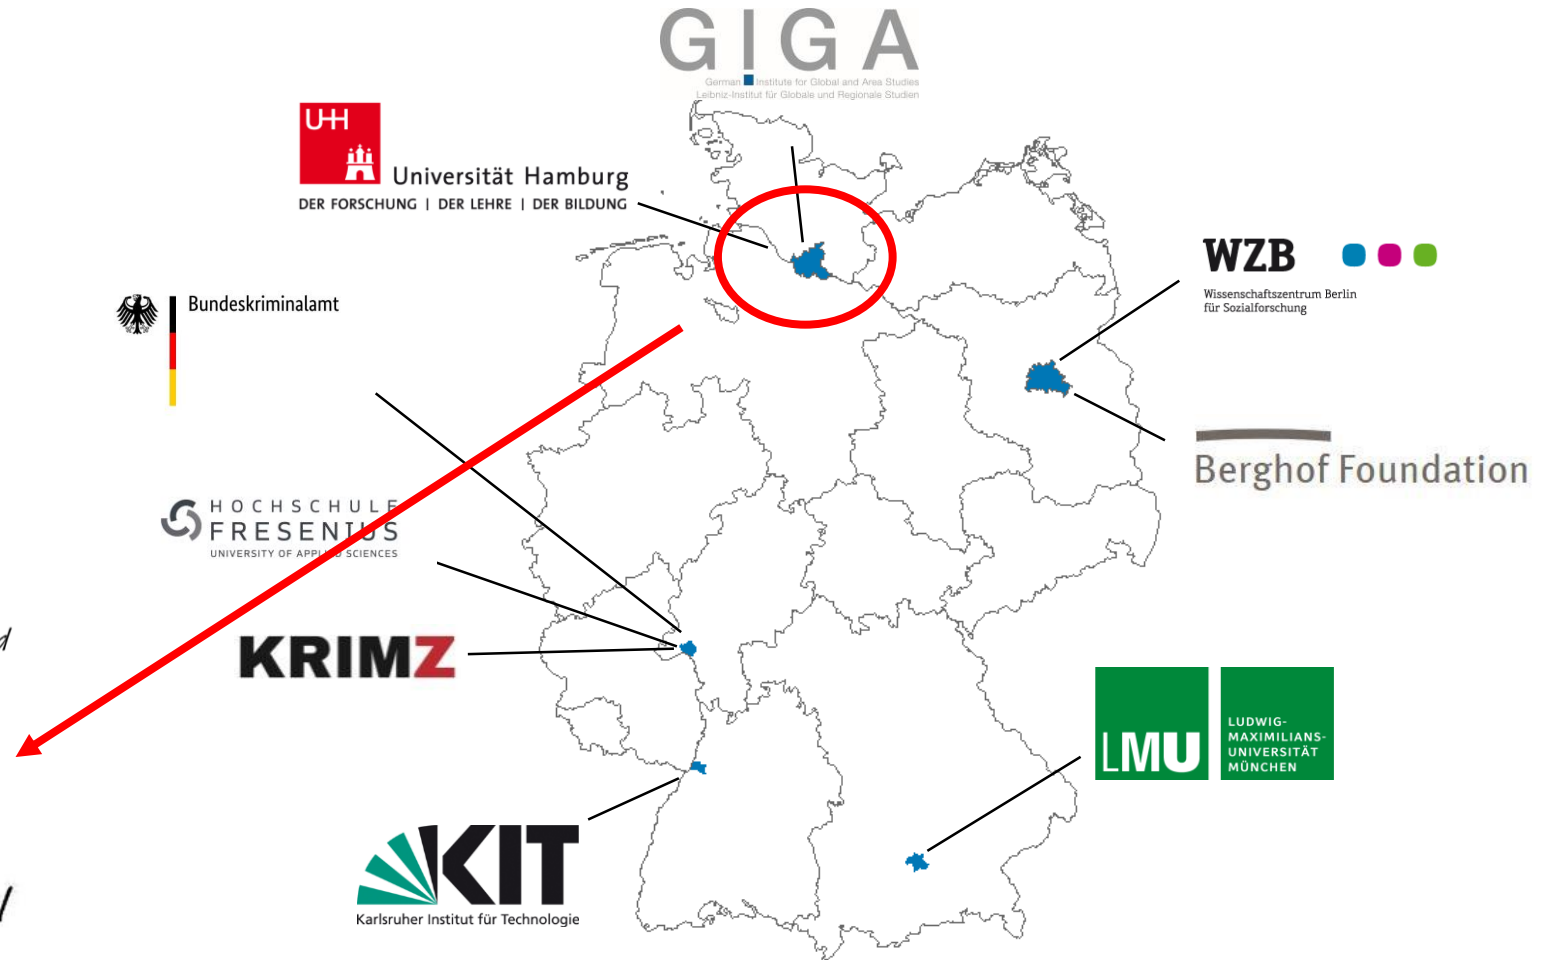 GIGA
German Institute for Global and Area Studies
Leibniz-Institut für Globale und Regionale Studien
UHH
Universität Hamburg
DER FORSCHUNG | DER LEHRE | DER BILDUNG
WZB
Wissenschaftszentrum Berlin
für Sozialforschung
Bundeskriminalamt
Berghof Foundation
HOCHSCHULE
FRESENIUS
UNIVERSITY OF APPLIED SCIENCES
d
KRIMZ
LMU
LUDWIG-
MAXIMILIANS-
UNIVERSITÄT
MÜNCHEN
KIT
Karlsruher Institut für Technologie